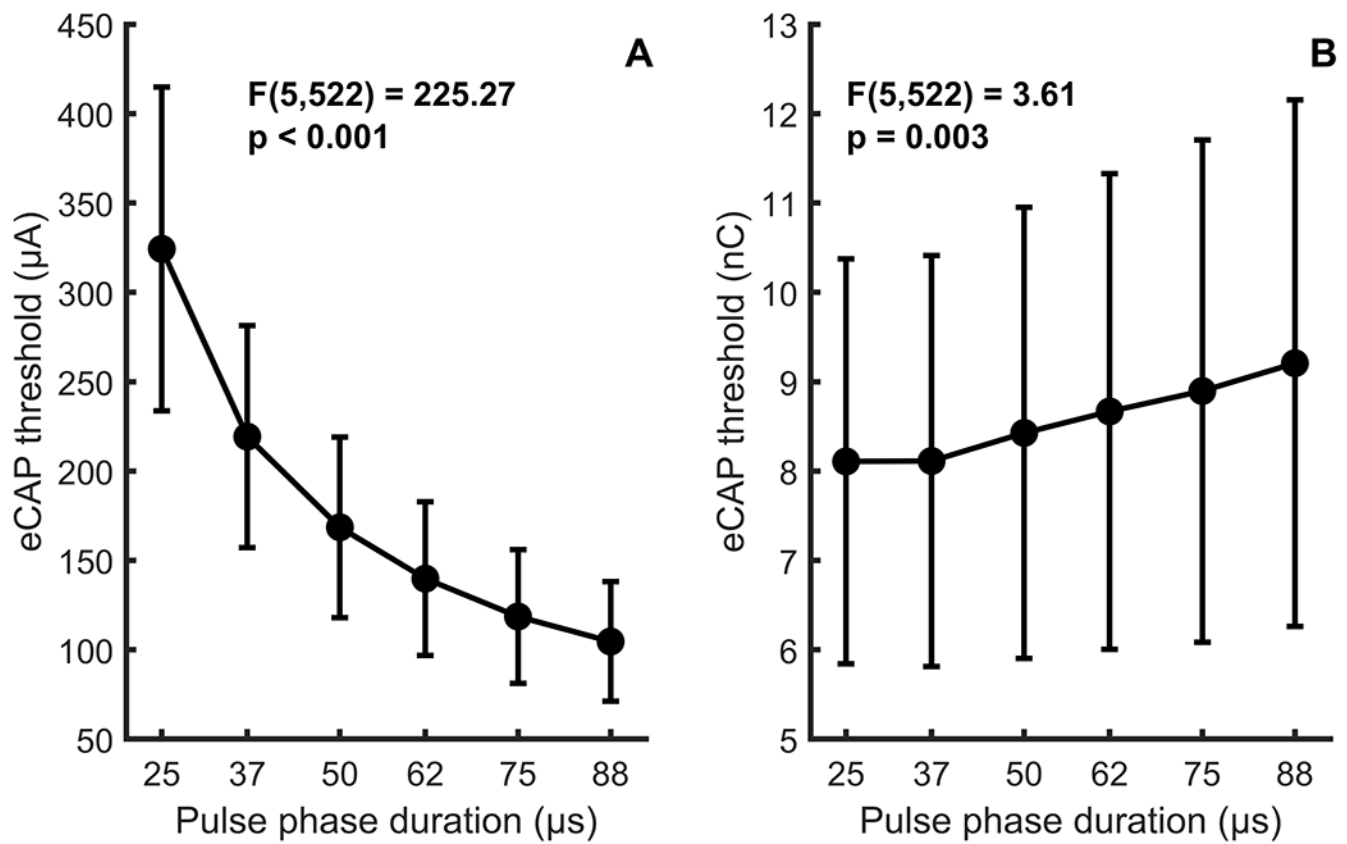 A
F(5,522) = 225.27
p < 0.001
eCAP threshold (µA)
450
400
350
300
250
200
150
100
50
25 37 50 62 75 88
Pulse phase duration (µs)
B
F(5,522) = 3.61
p = 0.003
eCAP threshold (nC)
13
12
11
10
9
8
7
6
5
25 37 50 62 75 88
Pulse phase duration (µs)